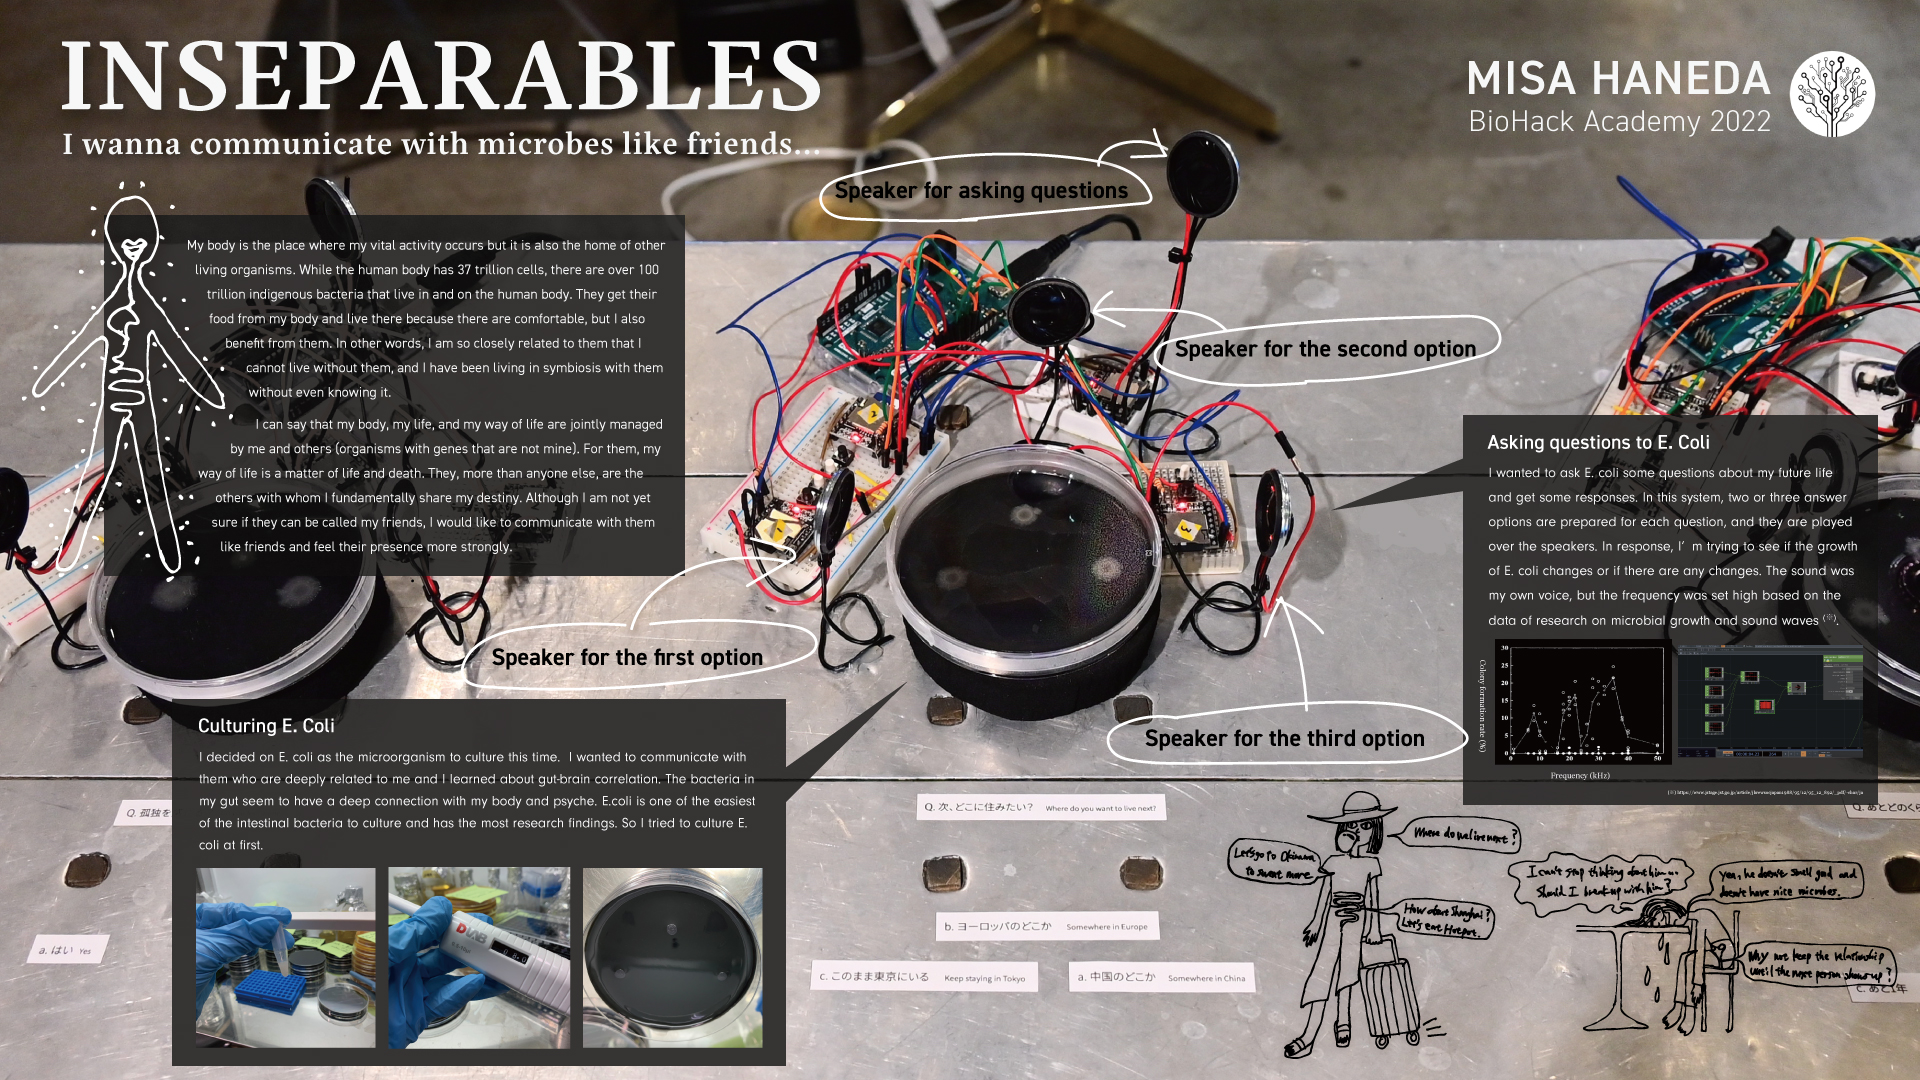 INSEPARABLES
I wanna communicate with microbes like friends...
MISA HANEDA
BioHack Academy 2022
Speaker for asking questions
Speaker for the second option
Speaker for the first option
Speaker for the third option
My body is the place where my vital activity occurs but it is also the home of other
living organisms. While the human body has 37 trillion cells, there are over 100
trillion indigenous bacteria that live in and on the human body. They get their
food from my body and live there because there are comfortable, but I also
benefit from them. In other words, I am so closely related to them that I
cannot live without them, and I have been living in symbiosis with them
without even knowing it.
I can say that my body, my life, and my way of life are jointly managed
by me and others (organisms with genes that are not mine). For them, my
way of life is a matter of life and death. They, more than anyone else, are the
others with whom I fundamentally share my destiny. Although I am not yet
sure if they can be called my friends, I would like to communicate with them
like friends and feel their presence more strongly.
1
2
3
Asking questions to E. Coli
I wanted to ask E. coli some questions about my future life
and get some responses. In this system, two or three answer
options are prepared for each question, and they are played
over the speakers. In response, I' m trying to see if the growth
of E. coli changes or if there are any changes. The sound was
my own voice, but the frequency was set high based on the
data of research on microbial growth and sound waves (※).
Colony formation rate (%)
30
25
20
15
10
5
0
0 10 20 30 40 50
Frequency (kHz)
Culturing E. Coli
I decided on E. coli as the microorganism to culture this time. I wanted to communicate with
them who are deeply related to me and I learned about gut-brain correlation. The bacteria in
my gut seem to have a deep connection with my body and psyche. E.coli is one of the easiest
of the intestinal bacteria to culture and has the most research findings. So I tried to culture E.
coli at first.
DLAB
Q. 孤独を
a. はい Yes
Q. 次、どこに住みたい? Where do you want to live next?
b. ヨーロッパのどこか Somewhere in Europe
c. このまま東京にいる Keep staying in Tokyo
a. 中国のどこか Somewhere in China
Where do we live next?
Let's go to Okinawa
to sweat more
How about Shanghai?
Let's eat Hotpot.
I can't stop thinking about him...
Should I break up with him?
yea, he doesn't smell good and
doesn't have nice microbes.
Why not keep the relationship
until the next person shows up?
Q. あとどのくら
c. あと1年